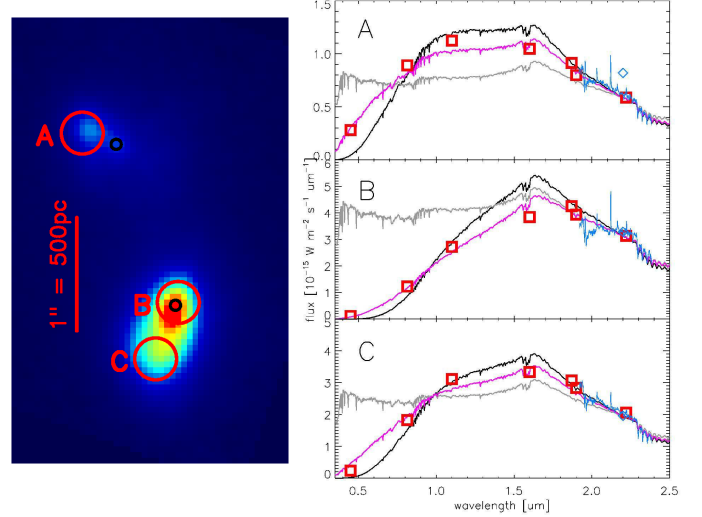 A
B
C
1" = 500pc
A
1.5
1.0
0.5
0.0
B
6
5
4
3
2
1
0
C
5
4
3
2
1
0
flux [10⁻¹⁵ W m⁻² s⁻¹ um⁻¹]
0.5 1.0 1.5 2.0 2.5
wavelength [um]